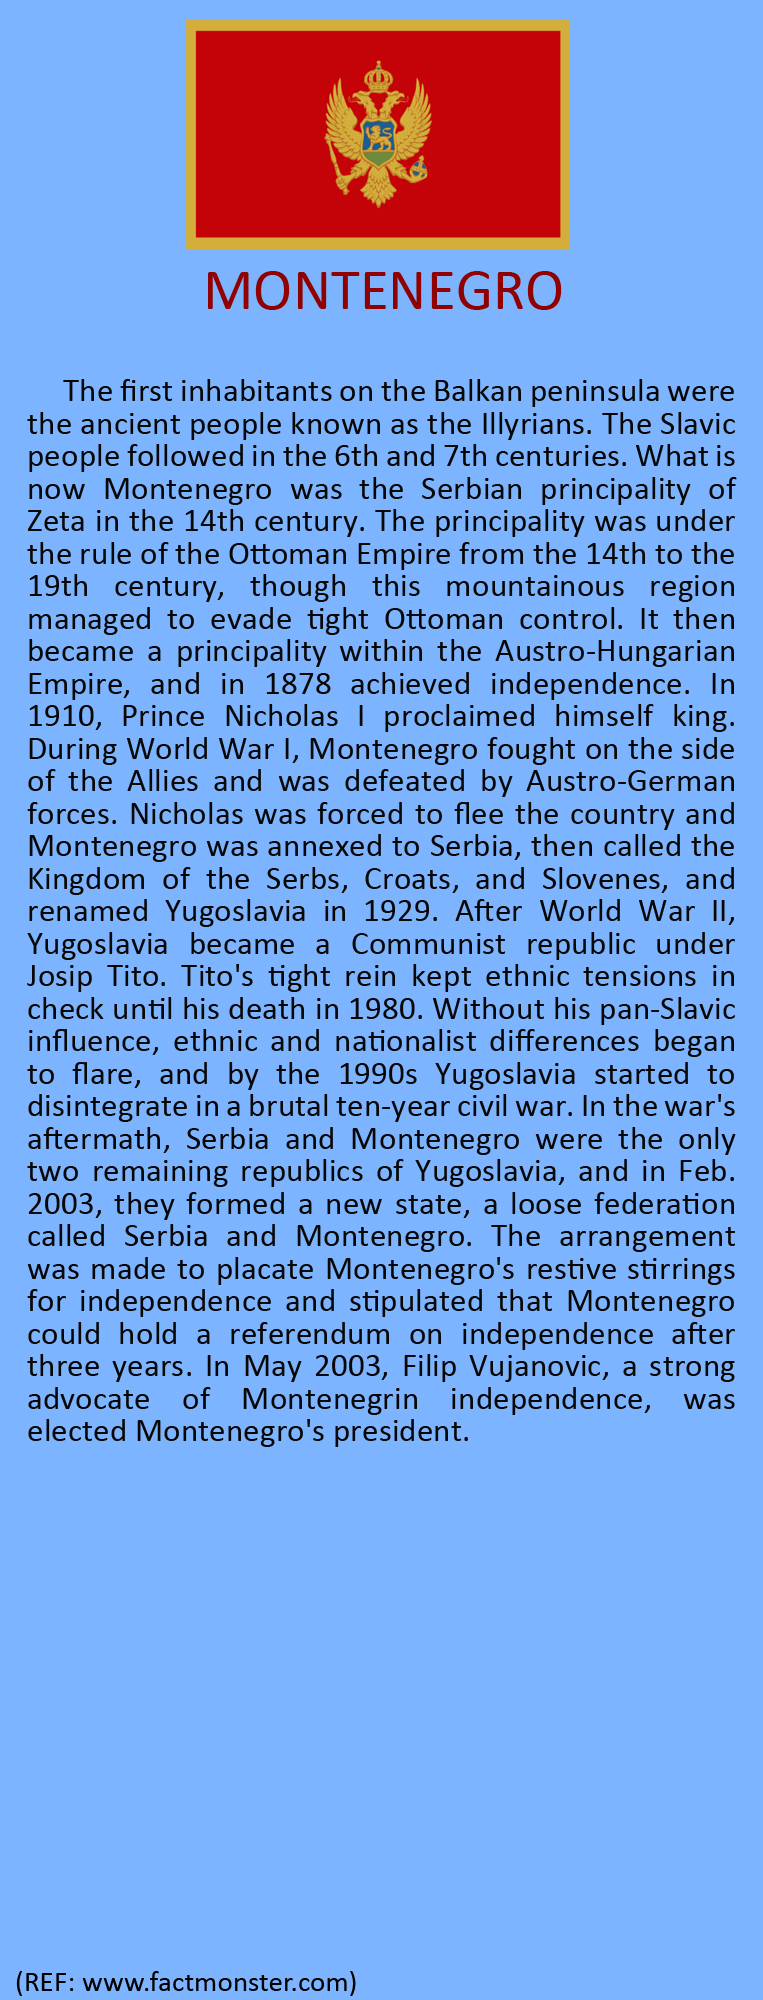 MONTENEGRO
The first inhabitants on the Balkan peninsula were
the ancient people known as the Illyrians. The Slavic
people followed in the 6th and 7th centuries. What is
now Montenegro was the Serbian principality of
Zeta in the 14th century. The principality was under
the rule of the Ottoman Empire from the 14th to the
19th century, though this mountainous region
managed to evade tight Ottoman control. It then
became a principality within the Austro-Hungarian
Empire, and in 1878 achieved independence. In
1910, Prince Nicholas I proclaimed himself king.
During World War I, Montenegro fought on the side
of the Allies and was defeated by Austro-German
forces. Nicholas was forced to flee the country and
Montenegro was annexed to Serbia, then called the
Kingdom of the Serbs, Croats, and Slovenes, and
renamed Yugoslavia in 1929. After World War II,
Yugoslavia became a Communist republic under
Josip Tito. Tito's tight rein kept ethnic tensions in
check until his death in 1980. Without his pan-Slavic
influence, ethnic and nationalist differences began
to flare, and by the 1990s Yugoslavia started to
disintegrate in a brutal ten-year civil war. In the war's
aftermath, Serbia and Montenegro were the only
two remaining republics of Yugoslavia, and in Feb.
2003, they formed a new state, a loose federation
called Serbia and Montenegro. The arrangement
was made to placate Montenegro's restive stirrings
for independence and stipulated that Montenegro
could hold a referendum on independence after
three years. In May 2003, Filip Vujanovic, a strong
advocate of Montenegrin independence, was
elected Montenegro's president.
(REF: www.factmonster.com)